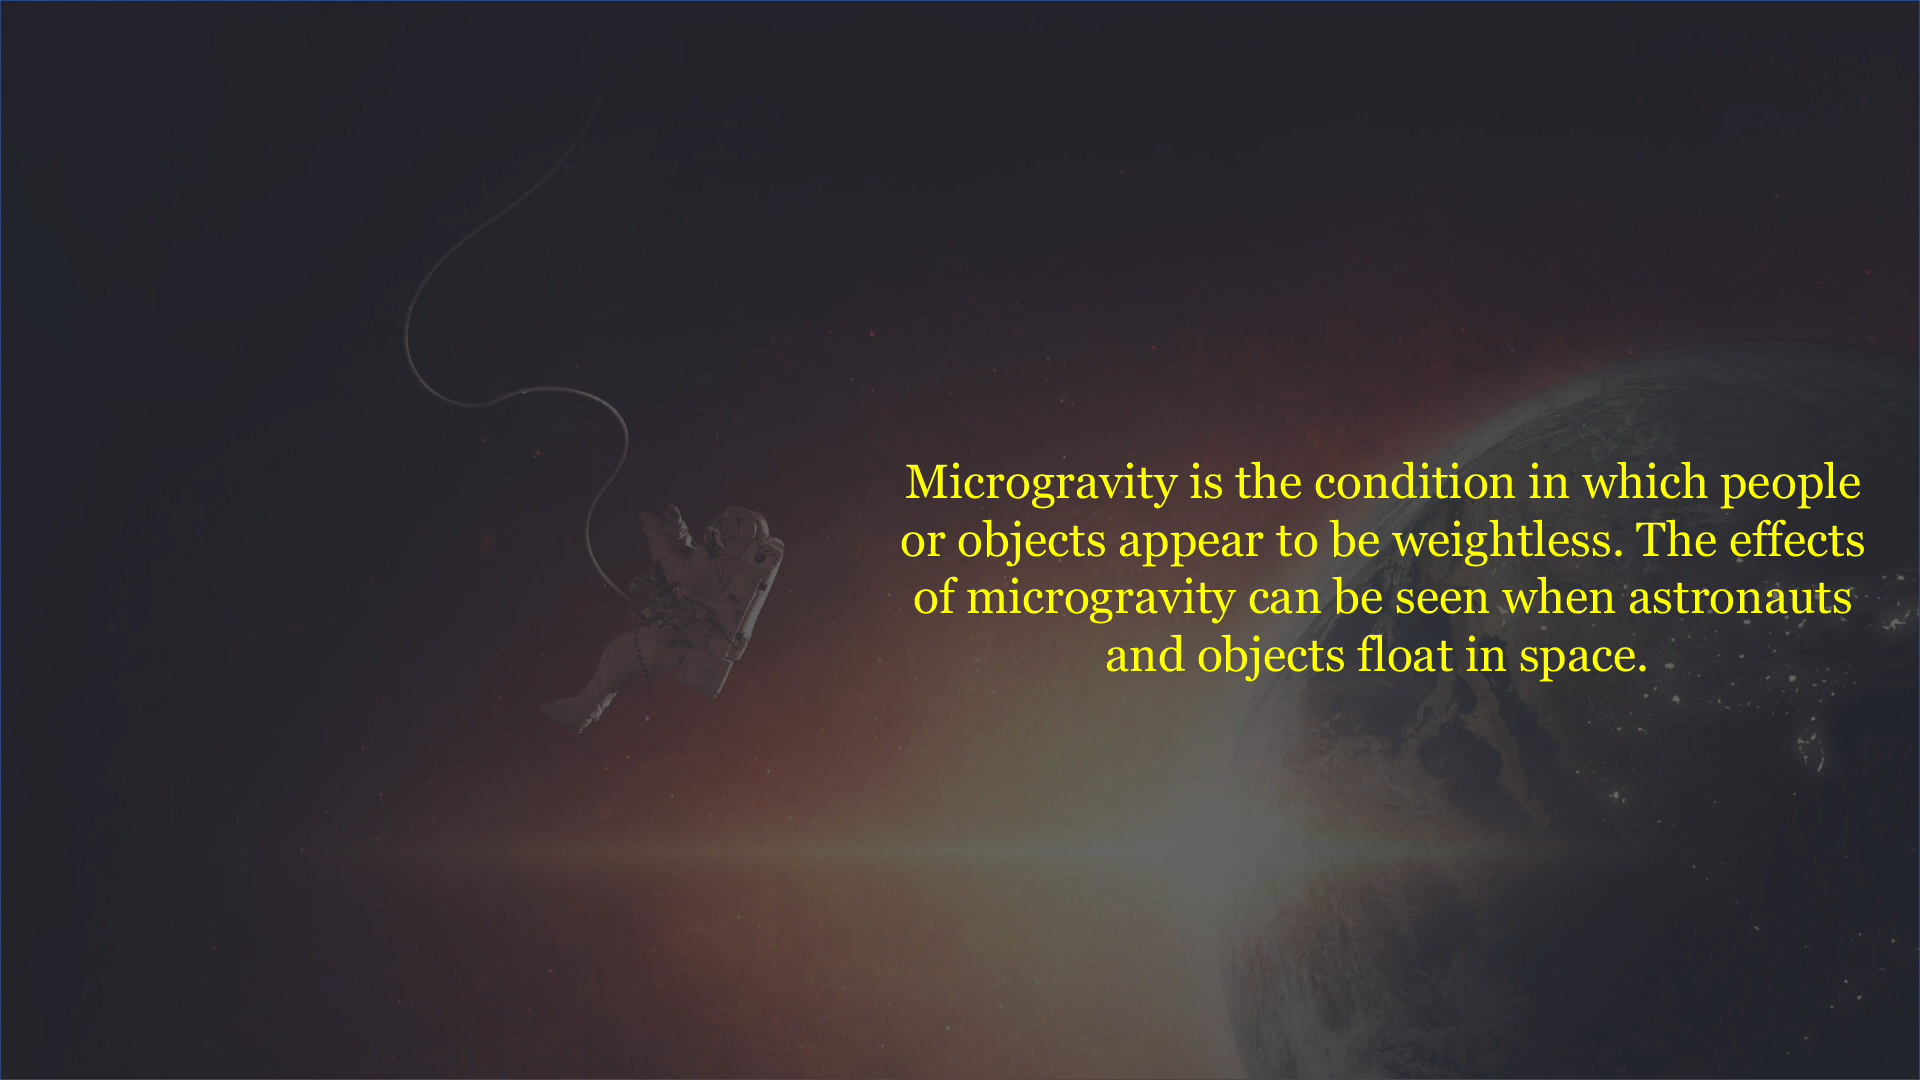 Microgravity is the condition in which people
or objects appear to be weightless. The effects
of microgravity can be seen when astronauts
and objects float in space.